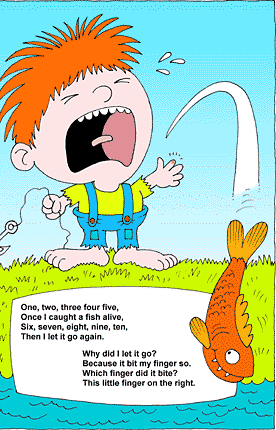 One, two, three four five,
Once I caught a fish alive,
Six, seven, eight, nine, ten,
Then I let it go again.
Why did I let it go?
Because it bit my finger so.
Which finger did it bite?
This little finger on the right.